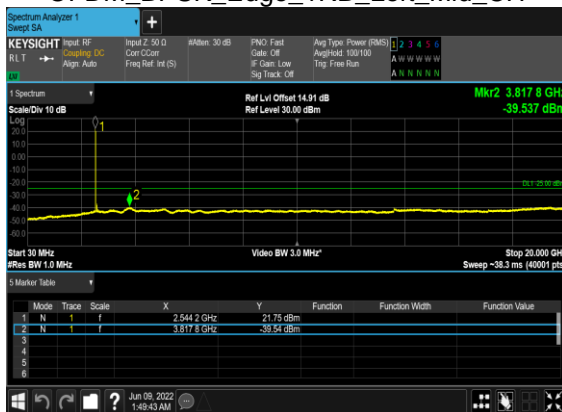 Spectrum Analyzer 1
Swept SA
KEYSIGHT Input: RF Input Z: 50 Ω #Atten: 30 dB PNO: Fast Avg Type: Power (RMS) 1 2 3 4 5 6
RLT Coupling: DC Corr CCorr Gate: Off Avg|Hold: 100/100 A W W W W W
Align: Auto Freq Ref: Int (S) IF Gain: Low Trig: Free Run
Sig Track: Off A N N N N N
LU
1 Spectrum
Ref Lvl Offset 14.91 dB Mkr2 3.817 8 GHz
Scale/Div 10 dB Ref Level 30.00 dBm -39.537 dBm
Log
20.0
10.0
0.00
-10.0
-20.0
-30.0
-40.0
-50.0
-60.0
1
2
Start 30 MHz Video BW 3.0 MHz* Stop 20.000 GH
#Res BW 1.0 MHz Sweep ~38.3 ms (40001 pts
5 Marker Table
Mode Trace Scale X Y Function Function Width Function Value
1 N 1 f 2.544 2 GHz 21.75 dBm
2 N 1 f 3.817 8 GHz -39.54 dBm
3
4
5
6
? Jun 09, 2022
1:49:43 AM